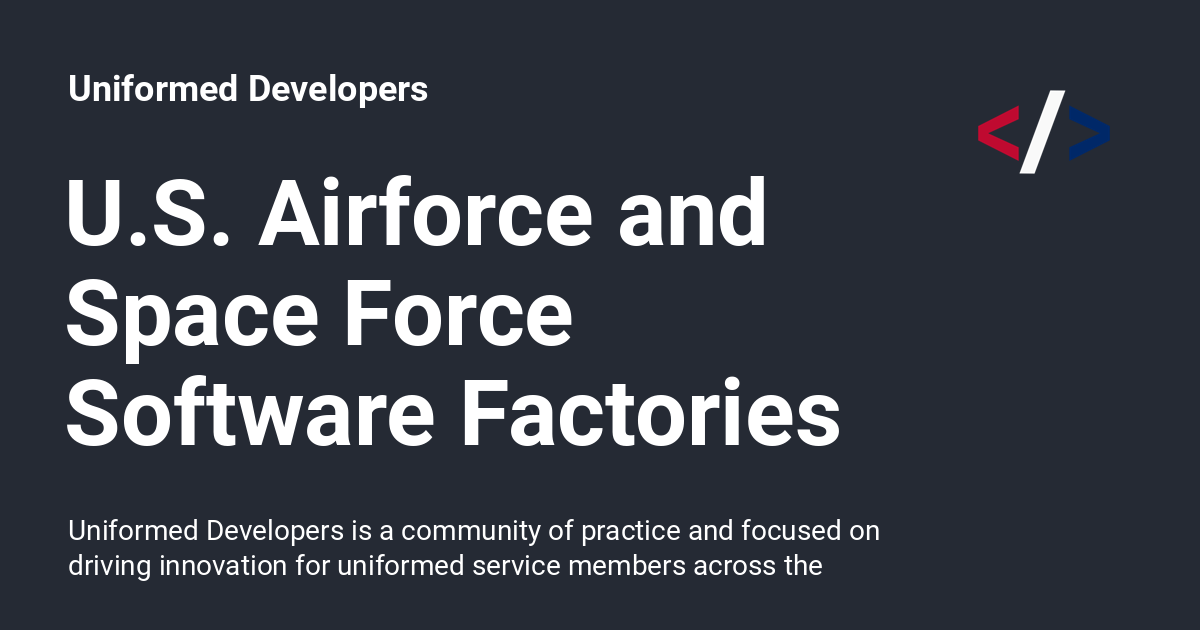 Uniformed Developers
</>
U.S. Airforce and
Space Force
Software Factories
Uniformed Developers is a community of practice and focused on
driving innovation for uniformed service members across the